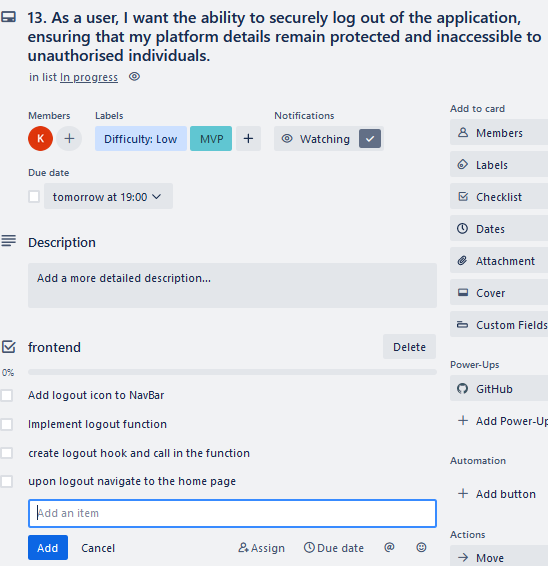 13. As a user, I want the ability to securely log out of the application,
ensuring that my platform details remain protected and inaccessible to
unauthorised individuals.
in list In progress
Members
Labels
Notifications
K
+
Difficulty: Low
MVP
+
Watching
Due date
tomorrow at 19:00
Description
Add a more detailed description...
frontend
Delete
0%
Add logout icon to NavBar
Implement logout function
create logout hook and call in the function
upon logout navigate to the home page
Add an item
Add
Cancel
Assign
Due date
@
Add to card
Members
Labels
Checklist
Dates
Attachment
Cover
Custom Fields
Power-Ups
GitHub
+ Add Power-Up
Automation
+ Add button
Actions
→ Move